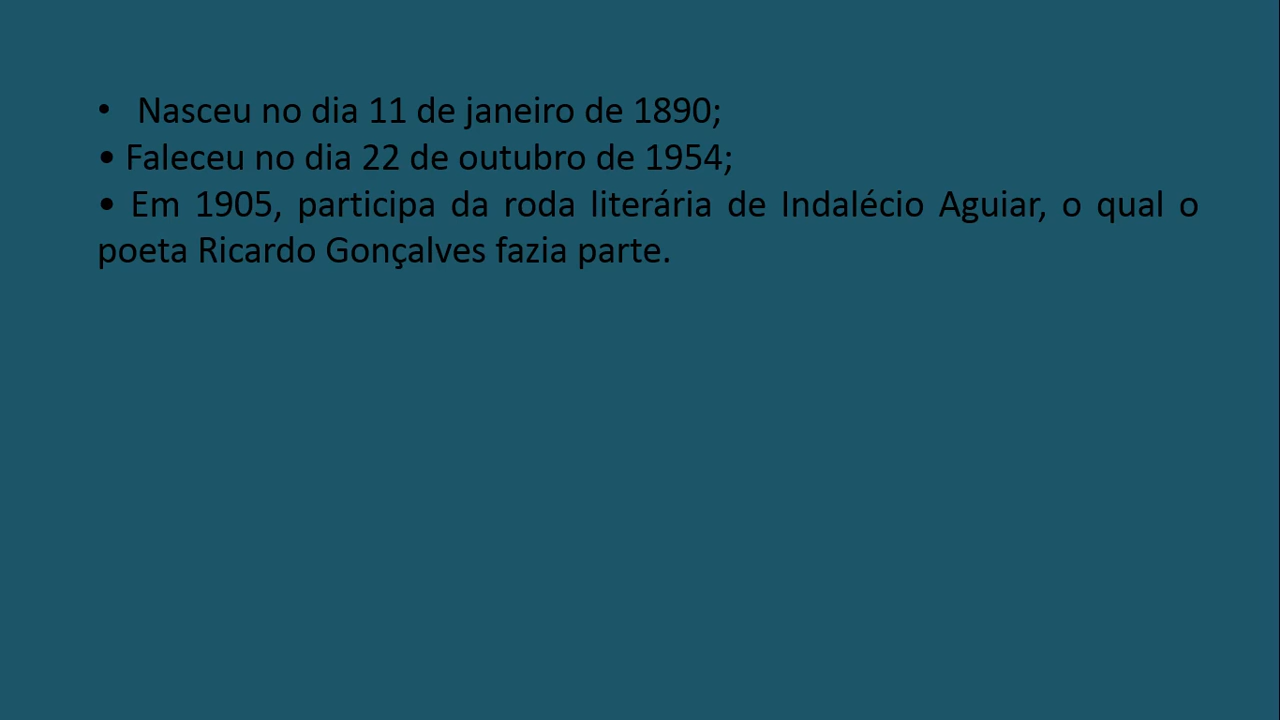 • Nasceu no dia 11 de janeiro de 1890;
• Faleceu no dia 22 de outubro de 1954;
• Em 1905, participa da roda literária de Indalécio Aguiar, o qual o
poeta Ricardo Gonçalves fazia parte.